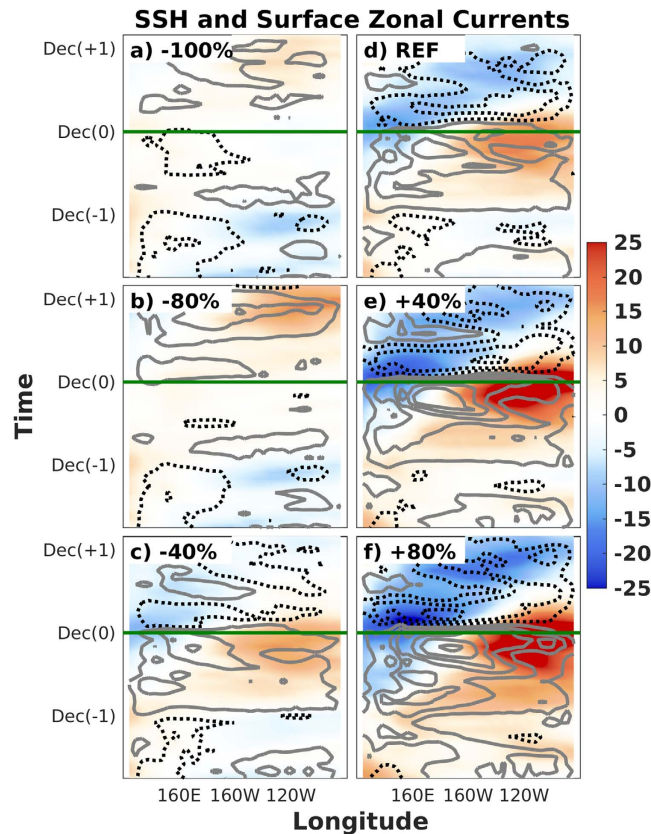 SSH and Surface Zonal Currents
a) -100%
d) REF
Dec(+1)
Dec(0)
Dec(-1)
b) -80%
e) +40%
Dec(+1)
Dec(0)
Dec(-1)
c) -40%
f) +80%
Dec(+1)
Dec(0)
Dec(-1)
Time
25
20
15
10
5
0
-5
-10
-15
-20
-25
160E 160W 120W
160E 160W 120W
Longitude